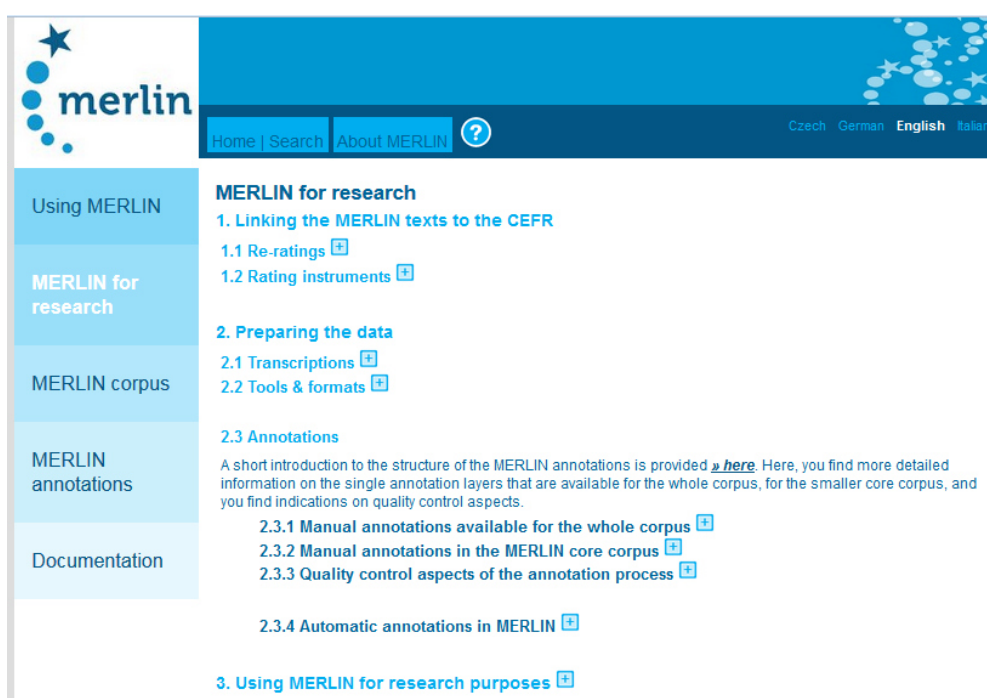 merlin
Home | Search About MERLIN ?
Czech German English Italian
Using MERLIN
MERLIN for
research
MERLIN corpus
MERLIN
annotations
Documentation
MERLIN for research
1. Linking the MERLIN texts to the CEFR
1.1 Re-ratings +
1.2 Rating instruments +
2. Preparing the data
2.1 Transcriptions +
2.2 Tools & formats +
2.3 Annotations
A short introduction to the structure of the MERLIN annotations is provided » here. Here, you find more detailed
information on the single annotation layers that are available for the whole corpus, for the smaller core corpus, and
you find indications on quality control aspects.
2.3.1 Manual annotations available for the whole corpus +
2.3.2 Manual annotations in the MERLIN core corpus +
2.3.3 Quality control aspects of the annotation process +
2.3.4 Automatic annotations in MERLIN +
3. Using MERLIN for research purposes +